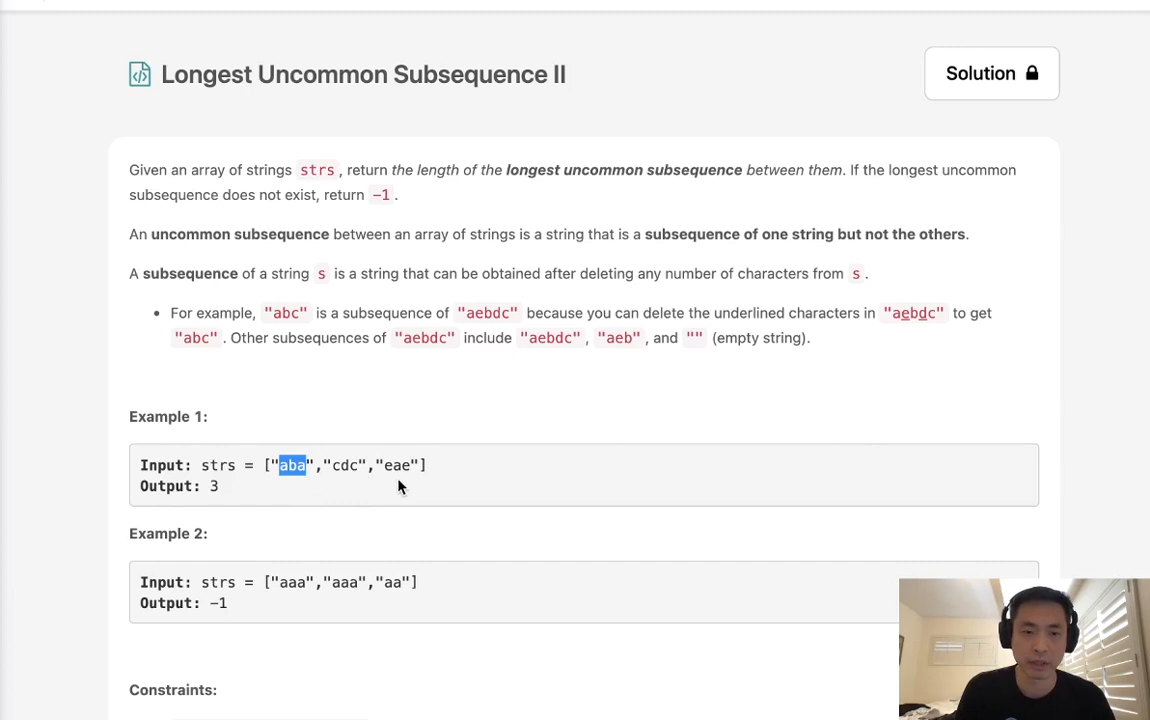 Longest Uncommon Subsequence II
Solution
Given an array of strings strs, return the length of the longest uncommon subsequence between them. If the longest uncommon
subsequence does not exist, return -1.
An uncommon subsequence between an array of strings is a string that is a subsequence of one string but not the others.
A subsequence of a string s is a string that can be obtained after deleting any number of characters from s.
• For example, "abc" is a subsequence of "aebdc" because you can delete the underlined characters in "aebdc" to get
"abc". Other subsequences of "aebdc" include "aebdc", "aeb", and "" (empty string).
Example 1:
Input: strs = ["aba","cdc","eae"]
Output: 3
Example 2:
Input: strs = ["aaa","aaa","aa"]
Output: -1
Constraints: